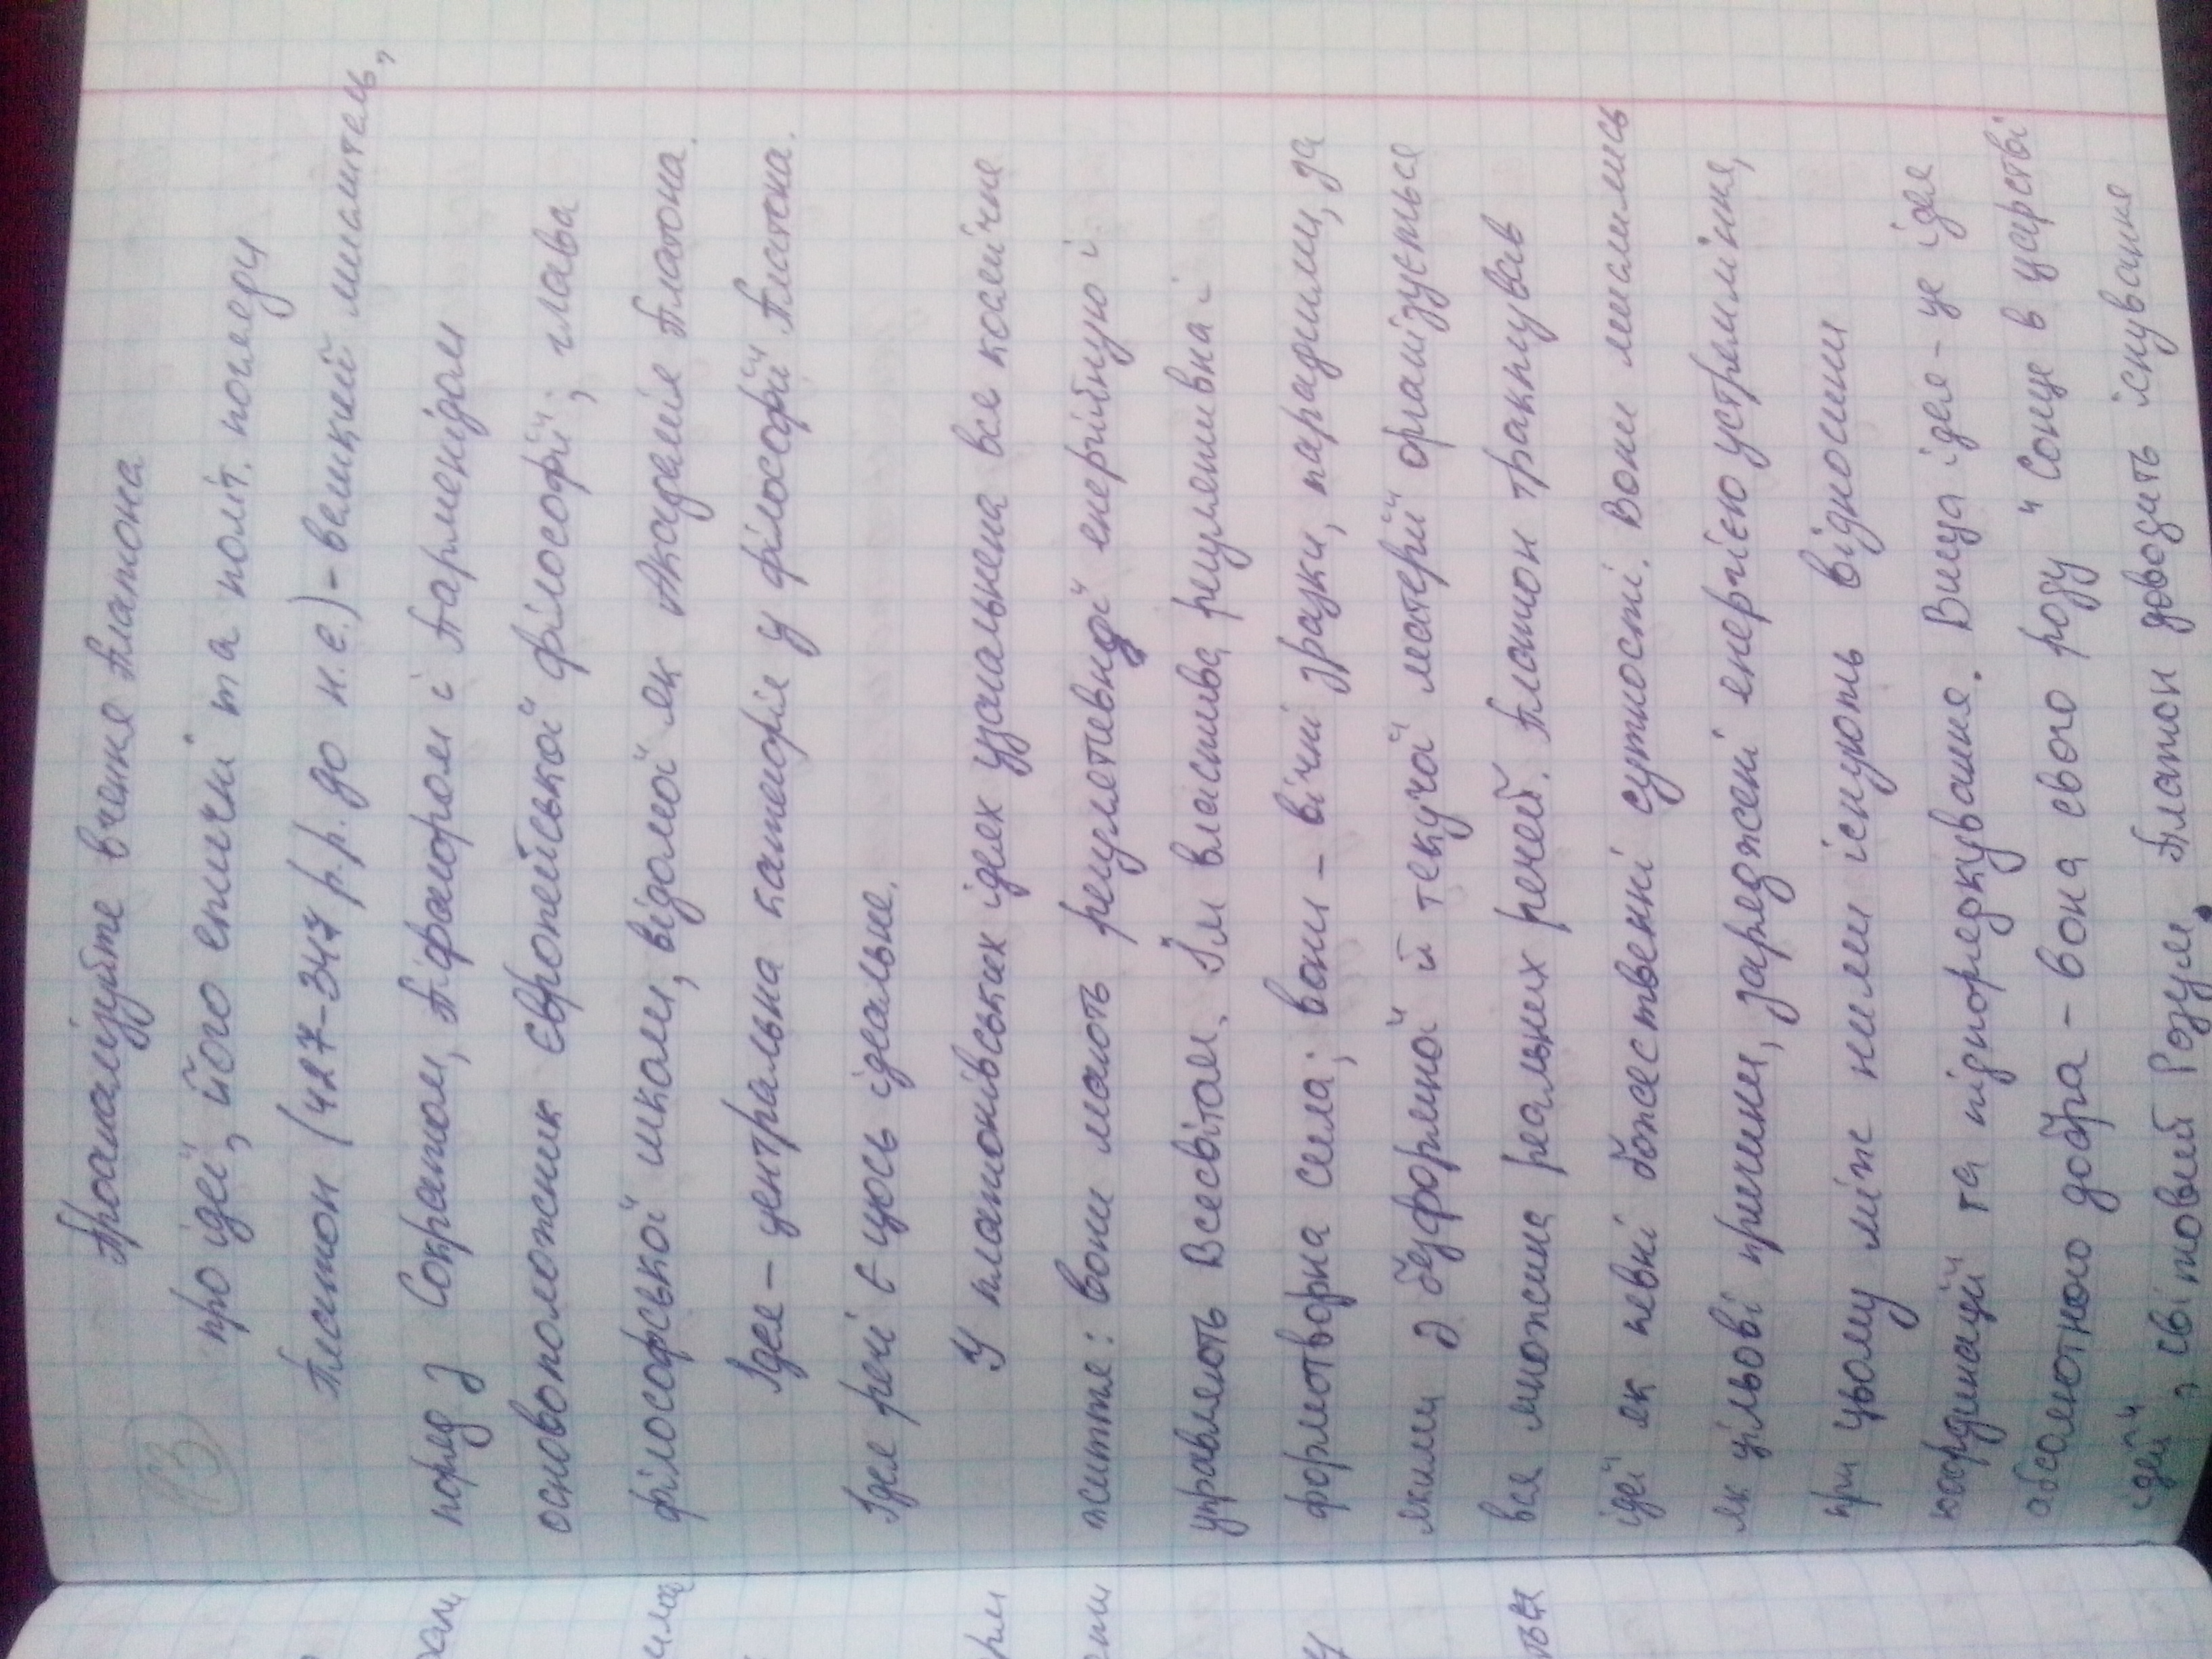 Проаналізуйте вчення Платона
13
про ідеї, його етичні та політ. погляди
Платон (427-347 р.р. до н.є.) - великий мислитель,
поряд з Сократом, Піфагором і Парменідом
основоположник європейської філософії; глава
філософської школи, відомої як Академія Платона.
Ідея - центральна категорія у філософії Платона.
Ідея речі є щось ідеальне.
У платонівських ідеях узагальнена все космічне
життя: вони мають регулятивної енергійную і
управляють Всесвітом. Їм властива регулятивна і
формотворна сила; вони - вічні зразки, парадигми, за
якими з безформної й текучої матерії організується
вся множина реальних речей. Платон трактував
ідеї як певні божественні сутності. Вони мислились
як цільові причини, заряджені енергією устремління,
при цьому між ними існують відносини
координації та підпорядкування. Вища ідея - це ідея
абсолютного добра - вона свого роду "Сонце в царстві
ідей", світовий Розум. Платон доводить існування